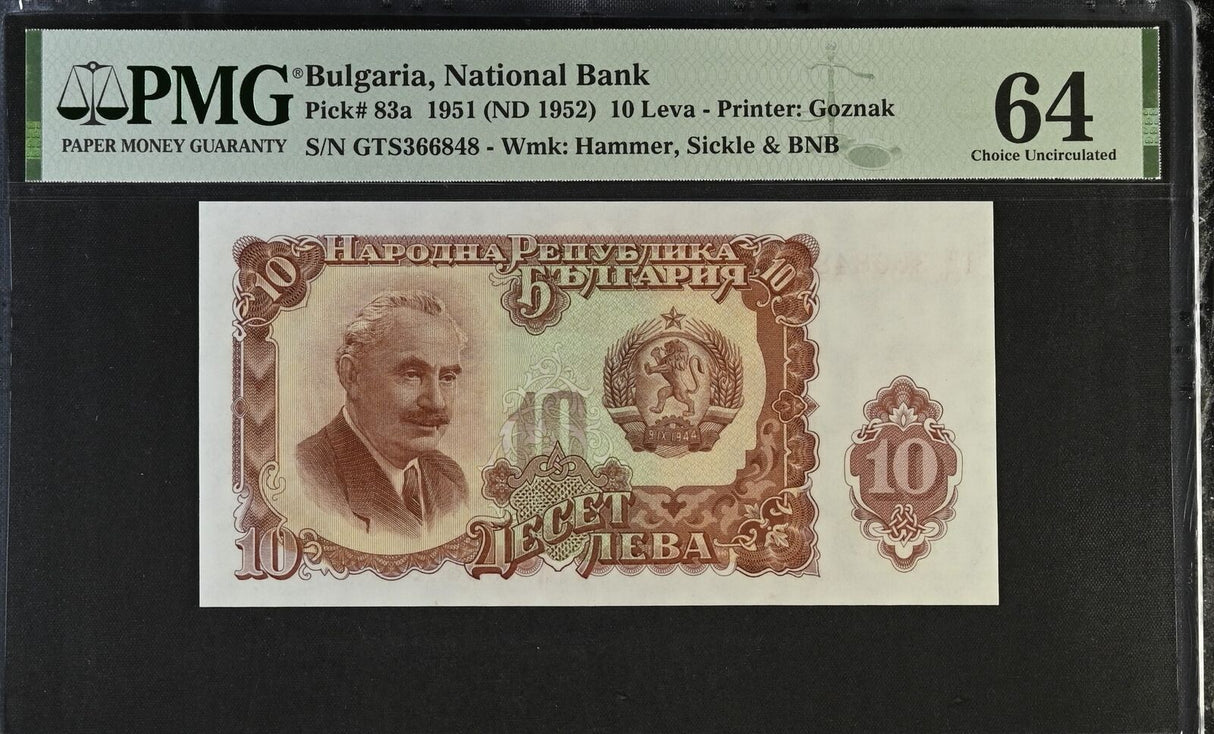 PMG®
PAPER MONEY GUARANTY
Bulgaria, National Bank
Pick# 83a 1951 (ND 1952) 10 Leva - Printer: Goznak
S/N GTS366848 - Wmk: Hammer, Sickle & BNB
64
Choice Uncirculated
10
НАРОДНА РЕПУБЛИКА
БЪЛГАРИЯ
10
10
9 IX 1944
10
10
ДЕСЕТ
ЛЕВА